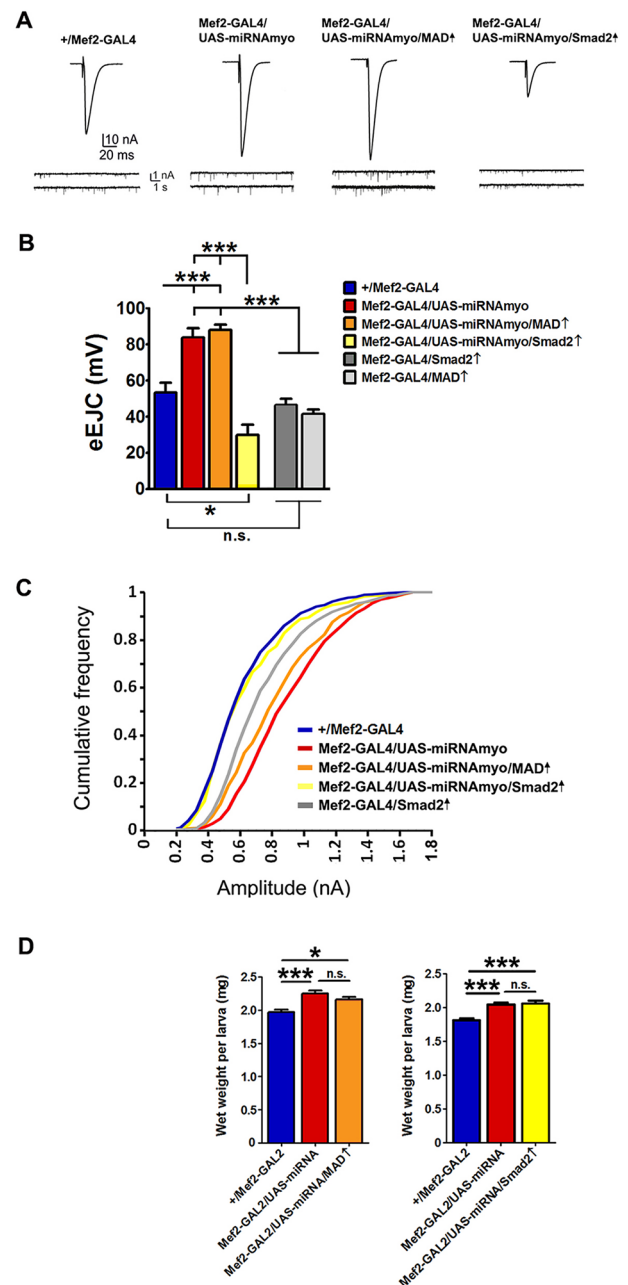 A
+/Mef2-GAL4
Mef2-GAL4/
UAS-miRNAmyo
Mef2-GAL4/
UAS-miRNAmyo/MAD↑
Mef2-GAL4/
UAS-miRNAmyo/Smad2↑
10 nA
20 ms
1 nA
1 s
B
***
***
***
100
80
60
40
20
0
eEJC (mV)
*
n.s.
+/Mef2-GAL4
Mef2-GAL4/UAS-miRNAmyo
Mef2-GAL4/UAS-miRNAmyo/MAD↑
Mef2-GAL4/UAS-miRNAmyo/Smad2↑
Mef2-GAL4/Smad2↑
Mef2-GAL4/MAD↑
C
Cumulative frequency
1
0.8
0.6
0.4
0.2
0
+/Mef2-GAL4
Mef2-GAL4/UAS-miRNAmyo
Mef2-GAL4/UAS-miRNAmyo/MAD↑
Mef2-GAL4/UAS-miRNAmyo/Smad2↑
Mef2-GAL4/Smad2↑
0 0.2 0.4 0.6 0.8 1 1.2 1.4 1.6 1.8
Amplitude (nA)
D
*
*** n.s.
Wet weight per larva (mg)
2.5
2.0
1.5
1.0
0.5
0
+/Mef2-GAL2
Mef2-GAL2/UAS-miRNA
Mef2-GAL2/UAS-miRNA/MAD↑
***
*** n.s.
Wet weight per larva (mg)
2.5
2.0
1.5
1.0
0.5
0
+/Mef2-GAL2
Mef2-GAL2/UAS-miRNA
Mef2-GAL2/UAS-miRNA/Smad2↑